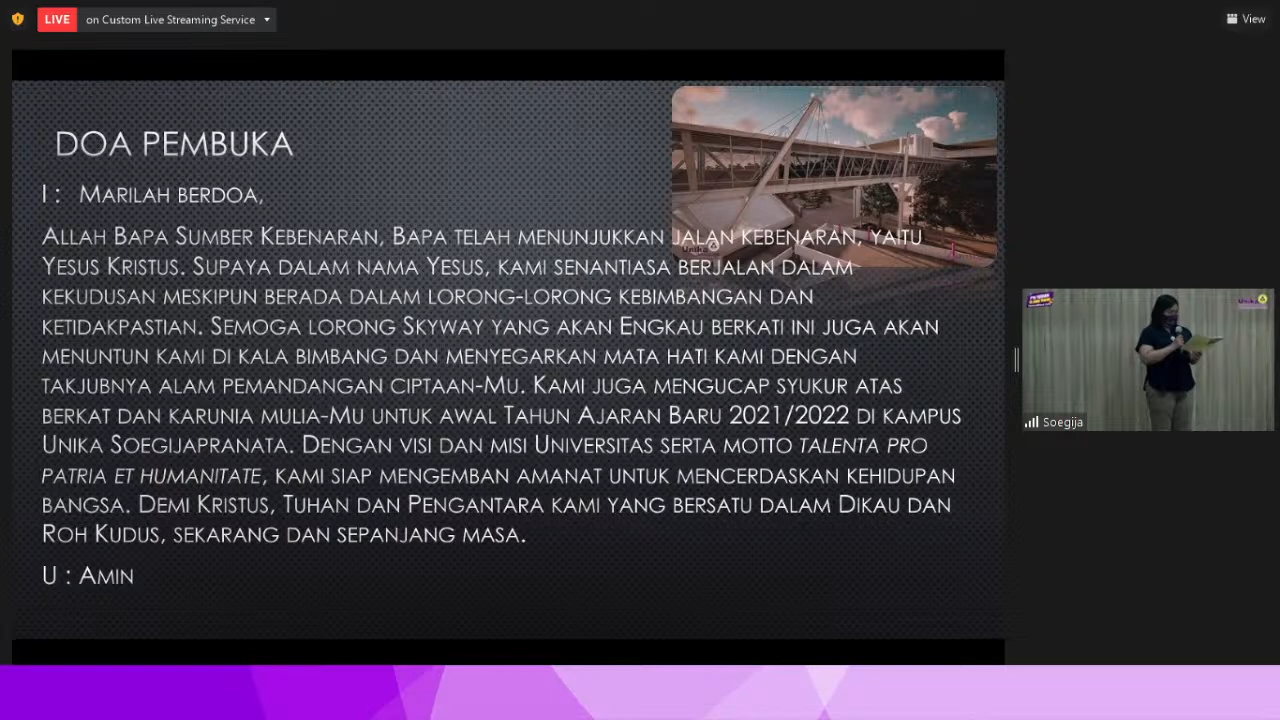 LIVE on Custom Live Streaming Service
View
DOA PEMBUKA
I : MARILAH BERDOA,
ALLAH BAPA SUMBER KEBENARAN, BAPA TELAH MENUNJUKKAN JALAN KEBENARAN, YAITU
YESUS KRISTUS. SUPAYA DALAM NAMA YESUS, KAMI SENANTIASA BERJALAN DALAM
KEKUDUSAN MESKIPUN BERADA DALAM LORONG-LORONG KEBIMBANGAN DAN
KETIDAKPASTIAN. SEMOGA LORONG SKYWAY YANG AKAN ENGKAU BERKATI INI JUGA AKAN
MENUNTUN KAMI DI KALA BIMBANG DAN MENYEGARKAN MATA HATI KAMI DENGAN
TAKJUBNYA ALAM PEMANDANGAN CIPTAAN-MU. KAMI JUGA MENGUCAP SYUKUR ATAS
BERKAT DAN KARUNIA MULIA-MU UNTUK AWAL TAHUN AJARAN BARU 2021/2022 DI KAMPUS
UNIKA SOEGIJAPRANATA. DENGAN VISI DAN MISI UNIVERSITAS SERTA MOTTO TALENTA PRO
PATRIA ET HUMANITATE, KAMI SIAP MENGEMBAN AMANAT UNTUK MENCERDASKAN KEHIDUPAN
BANGSA. DEMI KRISTUS, TUHAN DAN PENGANTARA KAMI YANG BERSATU DALAM DIKAU DAN
ROH KUDUS, SEKARANG DAN SEPANJANG MASA.
U : AMIN
Soegija